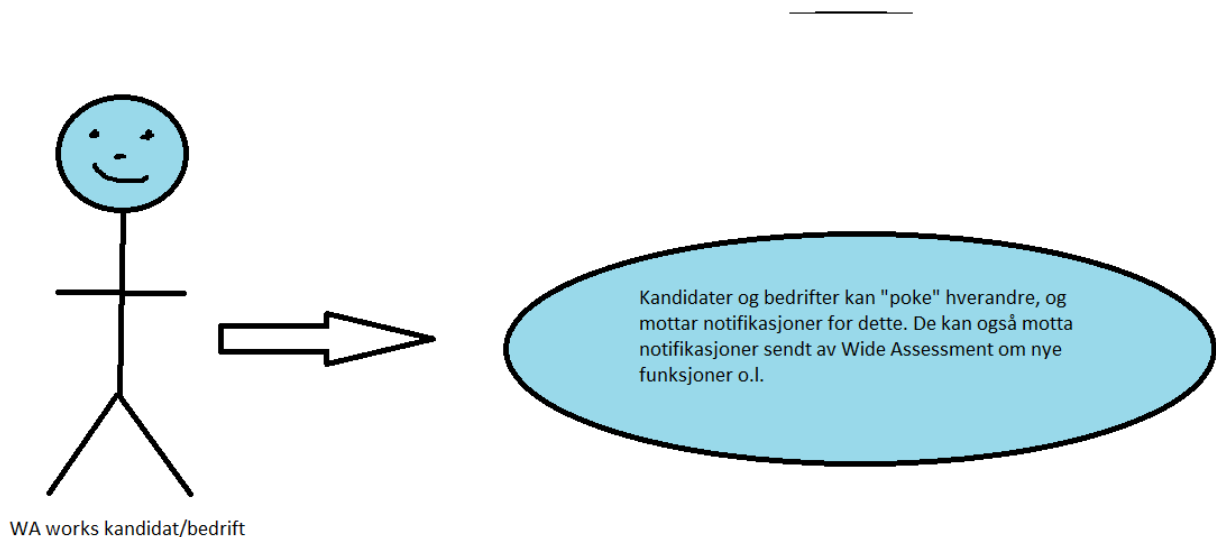 Kandidater og bedrifter kan "poke" hverandre, og
mottar notifikasjoner for dette. De kan også motta
notifikasjoner sendt av Wide Assessment om nye
funksjoner o.l.
WA works kandidat/bedrift